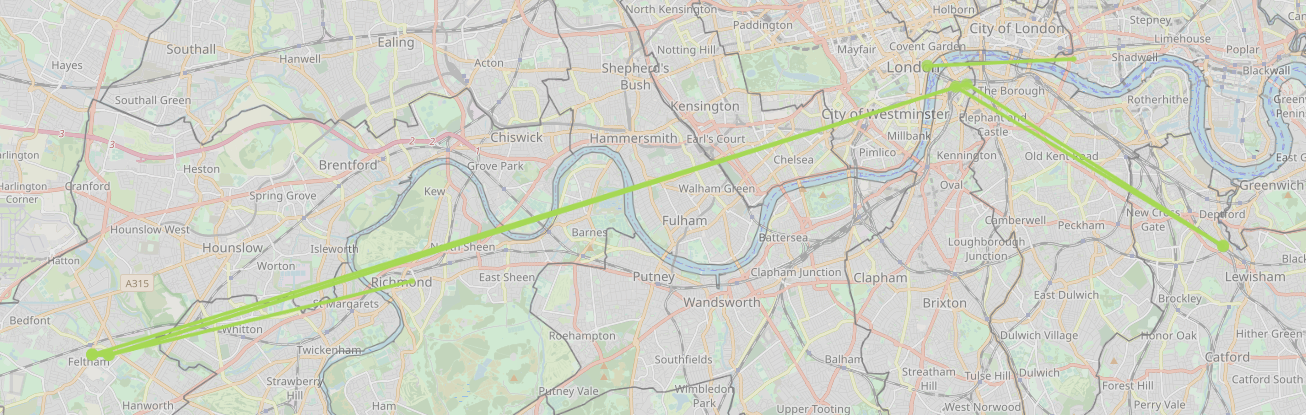 North Kensington
Holborn
Paddington
Stepney
City of London
Southall
Ealing
Notting Hill
Mayfair
Covent Garden
Limehouse
Poplar
Hayes
Hanwell
Acton
Shepherd's
Bush
London
Shadwell
Blackwall
Southall Green
Kensington
The Borough
Rotherhithe
City of Westminster
Elephant and
Castle
3
3
2
2
Chiswick
Hammersmith
Earl's Court
Millbank
Pimlico
Kennington
Old Kent Road
Heston
Brentford
Grove Park
Chelsea
Cranford
Harlington
Corner
Spring Grove
Kew
Walham Green
Oval
Greenwich
Hounslow West
Fulham
Camberwell
Peckham
New Cross
Gate
Deptford
Hounslow
Isleworth
North Sheen
Barnes
Battersea
Loughborough
Junction
Hatton
Worton
Richmond
East Sheen
Putney
Clapham Junction
Clapham
Lewisham
A315
St Margarets
Wandsworth
Brixton
East Dulwich
Brockley
Bedfont
Whitton
Roehampton
Dulwich Village
Honor Oak
Hither Green
Feltham
Twickenham
Southfields
Balham
Catford
Strawberry
Hill
Putney Vale
Wimbledon
Park
Streatham
Hill
Tulse Hill
Dulwich
Forest Hill
Catford South
Hanworth
Ham
Upper Tooting
West Norwood
Perry Vale